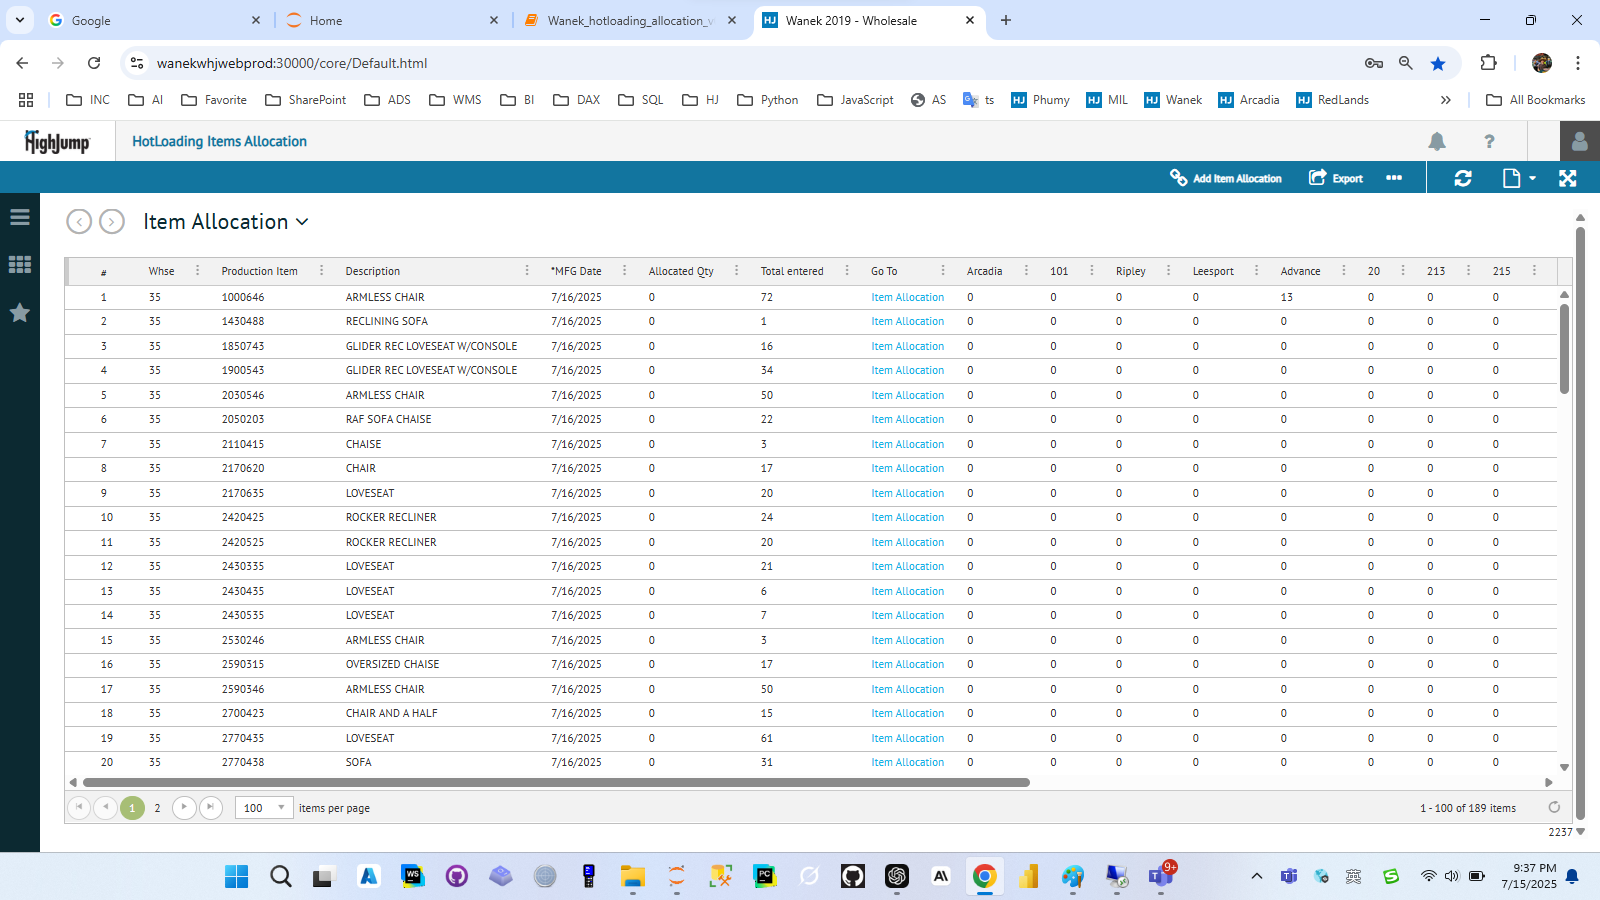 Google
Home
Wanek_hotloading_allocation_v
Wanek 2019 - Wholesale
wanekwhjwebprod:30000/core/Default.html
INC AI Favorite SharePoint ADS WMS BI DAX SQL HJ Python JavaScript AS ts HJ Phumy HJ MIL HJ Wanek HJ Arcadia HJ RedLands » All Bookmarks
HighJump HotLoading Items Allocation ?
Add Item Allocation Export
Item Allocation
# Whse Production Item Description *MFG Date Allocated Qty Total entered Go To Arcadia 101 Ripley Leesport Advance 20 213 215
1 35 1000646 ARMLESS CHAIR 7/16/2025 0 72 Item Allocation 0 0 0 0 13 0 0 0
2 35 1430488 RECLINING SOFA 7/16/2025 0 1 Item Allocation 0 0 0 0 0 0 0 0
3 35 1850743 GLIDER REC LOVESEAT W/CONSOLE 7/16/2025 0 16 Item Allocation 0 0 0 0 0 0 0 0
4 35 1900543 GLIDER REC LOVESEAT W/CONSOLE 7/16/2025 0 34 Item Allocation 0 0 0 0 0 0 0 0
5 35 2030546 ARMLESS CHAIR 7/16/2025 0 50 Item Allocation 0 0 0 0 0 0 0 0
6 35 2050203 RAF SOFA CHAISE 7/16/2025 0 22 Item Allocation 0 0 0 0 0 0 0 0
7 35 2110415 CHAISE 7/16/2025 0 3 Item Allocation 0 0 0 0 0 0 0 0
8 35 2170620 CHAIR 7/16/2025 0 17 Item Allocation 0 0 0 0 0 0 0 0
9 35 2170635 LOVESEAT 7/16/2025 0 20 Item Allocation 0 0 0 0 0 0 0 0
10 35 2420425 ROCKER RECLINER 7/16/2025 0 24 Item Allocation 0 0 0 0 0 0 0 0
11 35 2420525 ROCKER RECLINER 7/16/2025 0 20 Item Allocation 0 0 0 0 0 0 0 0
12 35 2430335 LOVESEAT 7/16/2025 0 21 Item Allocation 0 0 0 0 0 0 0 0
13 35 2430435 LOVESEAT 7/16/2025 0 6 Item Allocation 0 0 0 0 0 0 0 0
14 35 2430535 LOVESEAT 7/16/2025 0 7 Item Allocation 0 0 0 0 0 0 0 0
15 35 2530246 ARMLESS CHAIR 7/16/2025 0 3 Item Allocation 0 0 0 0 0 0 0 0
16 35 2590315 OVERSIZED CHAISE 7/16/2025 0 17 Item Allocation 0 0 0 0 0 0 0 0
17 35 2590346 ARMLESS CHAIR 7/16/2025 0 50 Item Allocation 0 0 0 0 0 0 0 0
18 35 2700423 CHAIR AND A HALF 7/16/2025 0 15 Item Allocation 0 0 0 0 0 0 0 0
19 35 2770435 LOVESEAT 7/16/2025 0 61 Item Allocation 0 0 0 0 0 0 0 0
20 35 2770438 SOFA 7/16/2025 0 31 Item Allocation 0 0 0 0 0 0 0 0
1 2 100 items per page 1 - 100 of 189 items
2237
9+
9:37 PM
7/15/2025